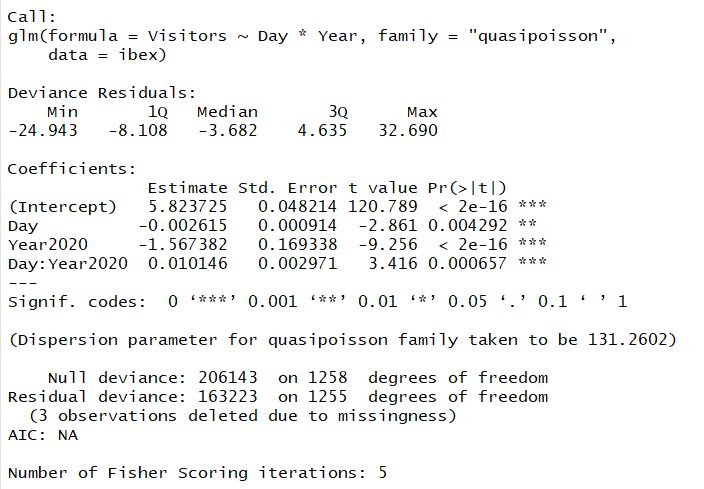 Call:
glm(formula = Visitors ~ Day * Year, family = "quasipoisson",
    data = ibex)

Deviance Residuals:
    Min       1Q   Median       3Q      Max
-24.943   -8.108   -3.682    4.635   32.690

Coefficients:
              Estimate Std. Error t value Pr(>|t|)
(Intercept)   5.823725   0.048214 120.789  < 2e-16 ***
Day          -0.002615   0.000914  -2.861 0.004292 **
Year2020     -1.567382   0.169338  -9.256  < 2e-16 ***
Day:Year2020  0.010146   0.002971   3.416 0.000657 ***
---
Signif. codes:  0 ‘***’ 0.001 ‘**’ 0.01 ‘*’ 0.05 ‘.’ 0.1 ‘ ’ 1

(Dispersion parameter for quasipoisson family taken to be 131.2602)

    Null deviance: 206143  on 1258  degrees of freedom
Residual deviance: 163223  on 1255  degrees of freedom
  (3 observations deleted due to missingness)
AIC: NA

Number of Fisher Scoring iterations: 5